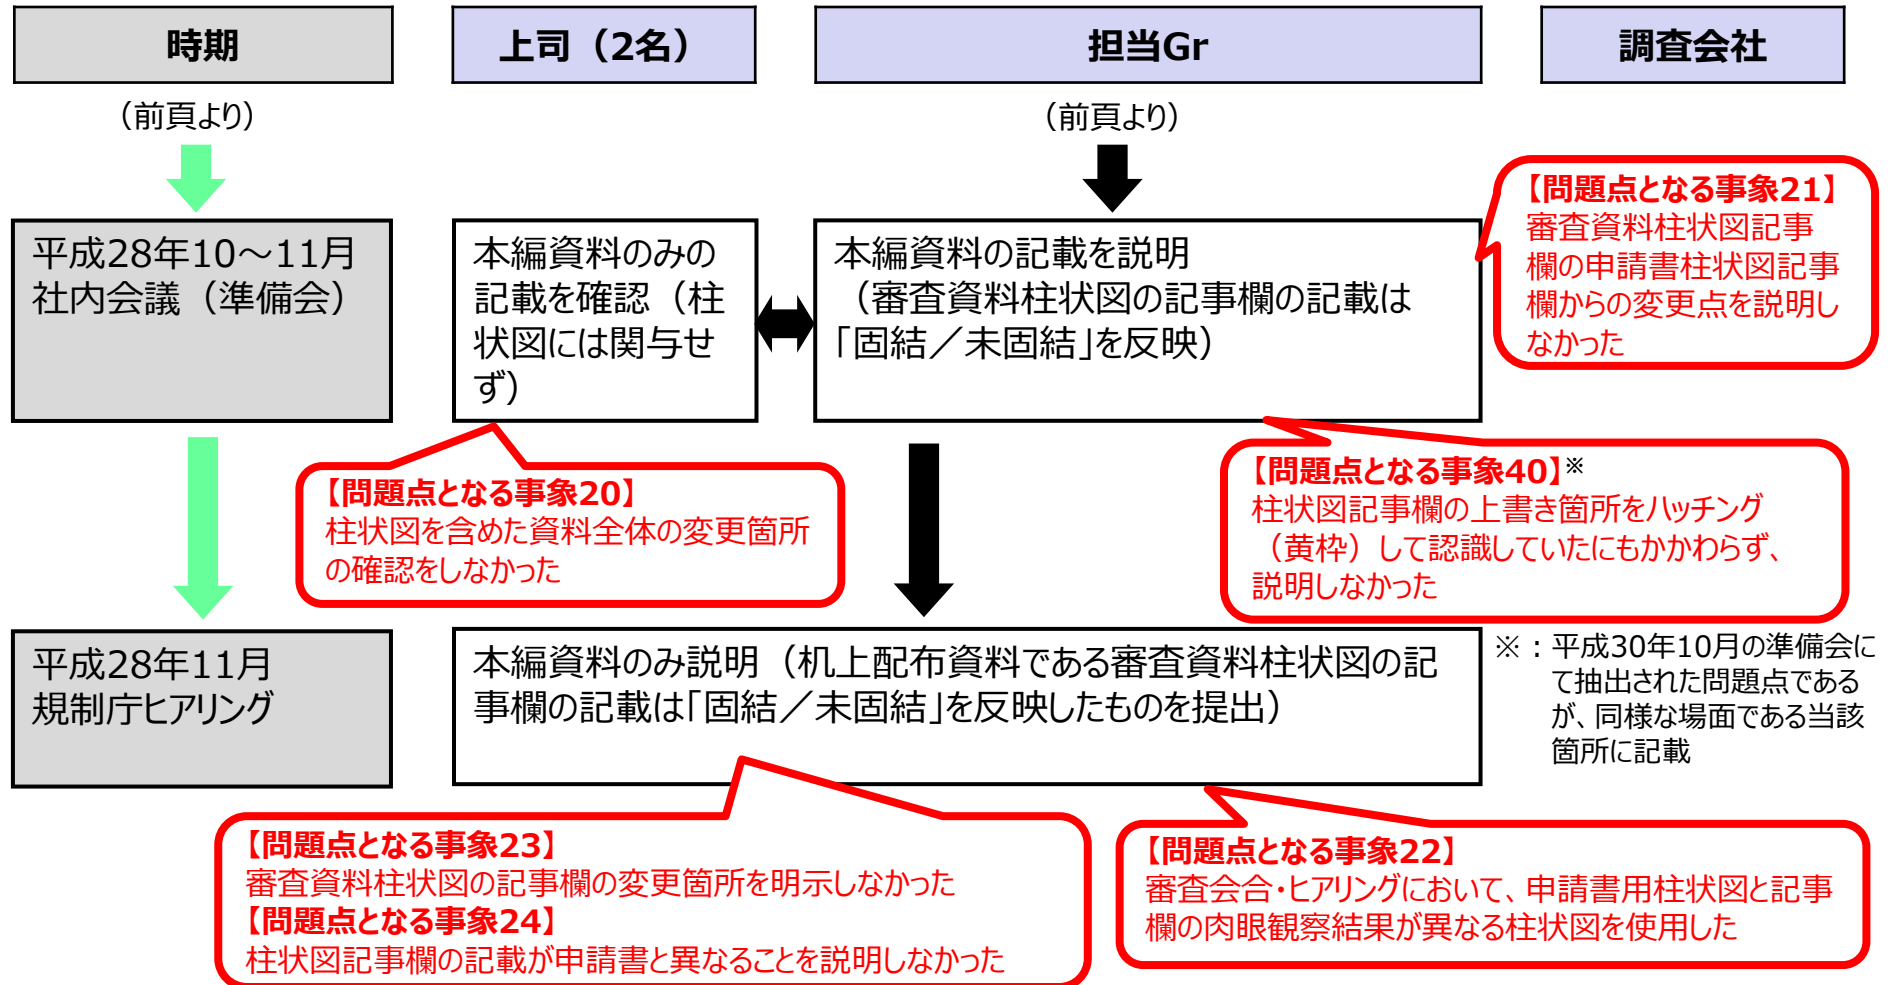 時期
上司（2名）
担当Gr
調査会社
（前頁より）
（前頁より）
平成28年10～11月
社内会議（準備会）
本編資料のみの
記載を確認（柱
状図には関与せ
ず）
本編資料の記載を説明
（審査資料柱状図の記事欄の記載は
「固結／未固結」を反映）
【問題点となる事象21】
審査資料柱状図記事
欄の申請書柱状図記事
欄からの変更点を説明し
なかった
【問題点となる事象20】
柱状図を含めた資料全体の変更箇所
の確認をしなかった
【問題点となる事象40】※
柱状図記事欄の上書き箇所をハッチング
（黄枠）して認識していたにもかかわらず、
説明しなかった
平成28年11月
規制庁ヒアリング
本編資料のみ説明（机上配布資料である審査資料柱状図の記
事欄の記載は「固結／未固結」を反映したものを提出）
※：平成30年10月の準備会に
て抽出された問題点である
が、同様な場面である当該
箇所に記載
【問題点となる事象23】
審査資料柱状図の記事欄の変更箇所を明示しなかった
【問題点となる事象24】
柱状図記事欄の記載が申請書と異なることを説明しなかった
【問題点となる事象22】
審査会合・ヒアリングにおいて、申請書用柱状図と記事
欄の肉眼観察結果が異なる柱状図を使用した